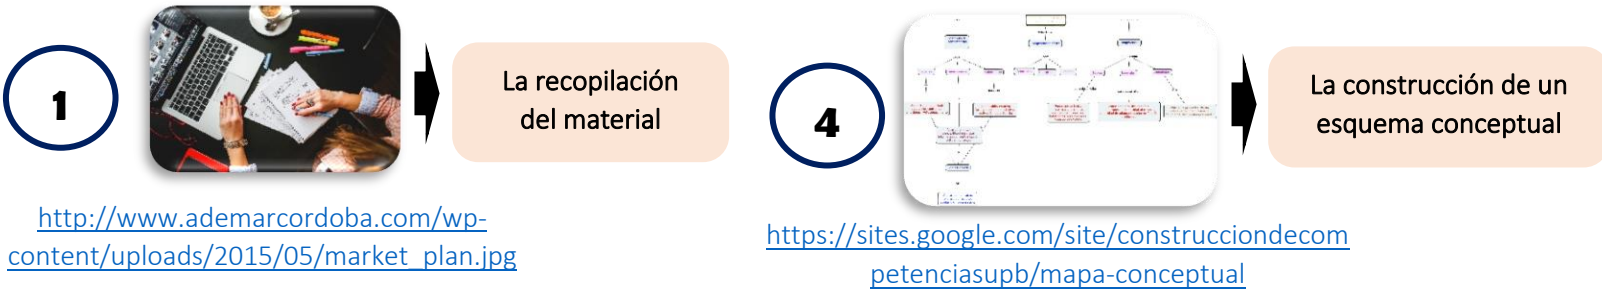 1
La recopilación
del material
http://www.ademarcordoba.com/wp-
content/uploads/2015/05/market_plan.jpg
4
La construcción de un
esquema conceptual
https://sites.google.com/site/construcciondecom
petenciasupb/mapa-conceptual